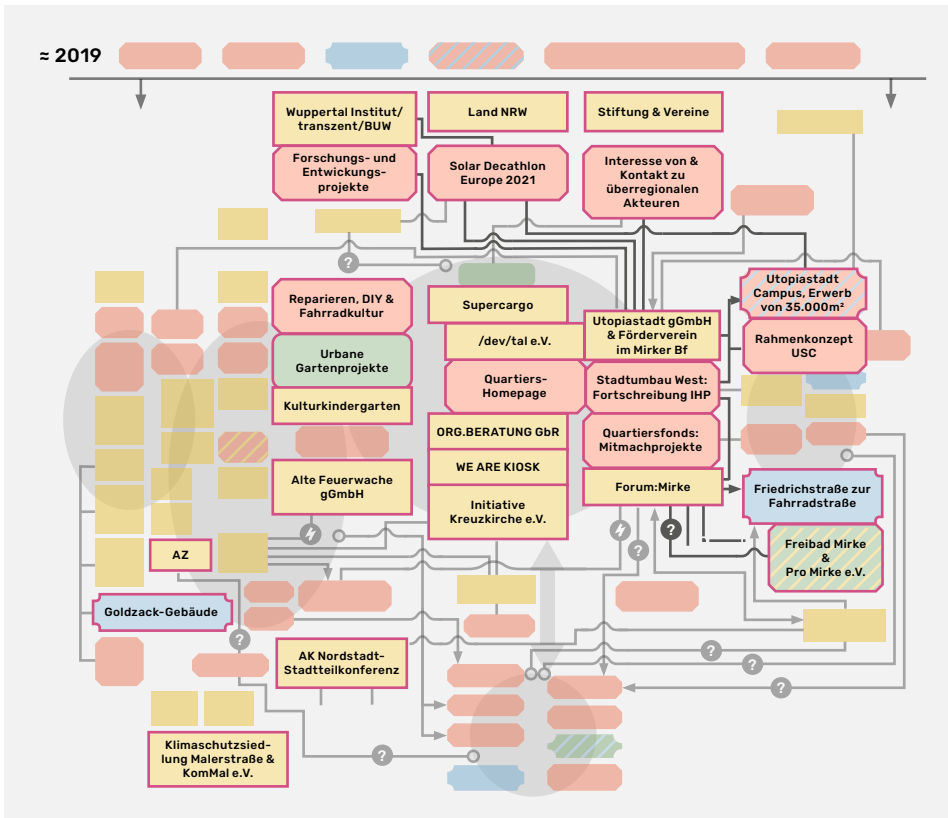 ≈ 2019
Wuppertal Institut/
transzent/BUW
Land NRW
Stiftung & Vereine
Forschungs- und
Entwickungs-
projekte
Solar Decathlon
Europe 2021
Interesse von &
Kontakt zu
überregionalen
Akteuren
?
Reparieren, DIY &
Fahrradkultur
Supercargo
Utopiastadt gGmbH
& Förderverein
im Mirker Bf
Utopiastadt
Campus, Erwerb
von 35.000m²
/dev/tal e.V.
Rahmenkonzept
USC
Urbane
Gartenprojekte
Quartiers-
Homepage
Stadtumbau West:
Fortschreibung IHP
Kulturkindergarten
ORG.BERATUNG GbR
Quartiersfonds:
Mitmachprojekte
WE ARE KIOSK
Alte Feuerwache
gGmbH
Forum:Mirke
Friedrichstraße zur
Fahrradstraße
Initiative
Kreuzkirche e.V.
?
?
Freibad Mirke
&
Pro Mirke e.V.
AZ
Goldzack-Gebäude
?
AK Nordstadt-
Stadtteilkonferenz
?
?
?
Klimaschutzsied-
lung Malerstraße &
KomMal e.V.
?